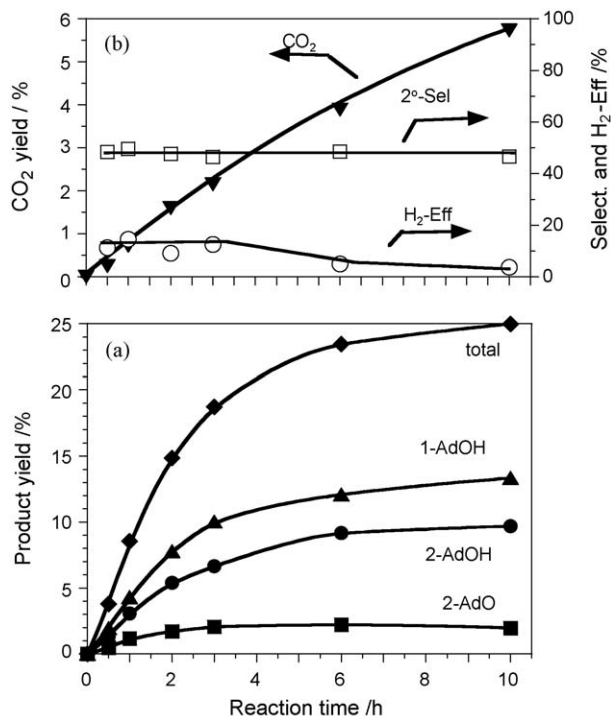 (b)
CO₂
2º-Sel
H₂-Eff
6
5
4
3
2
1
0
CO₂ yield / %
100
80
60
40
20
0
Select. and H₂-Eff /%
(a)
total
1-AdOH
2-AdOH
2-AdO
25
20
15
10
5
0
Product yield /%
0 2 4 6 8 10
Reaction time /h